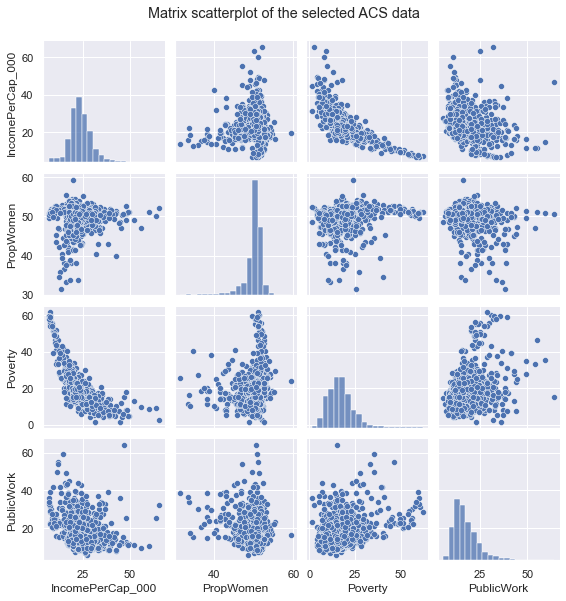 Matrix scatterplot of the selected ACS data
IncomePerCap_000
60
40
20
PropWomen
60
50
40
30
Poverty
60
40
20
0
PublicWork
60
40
20
25 50
40 60
0 25 50
25 50
IncomePerCap_000 PropWomen Poverty PublicWork